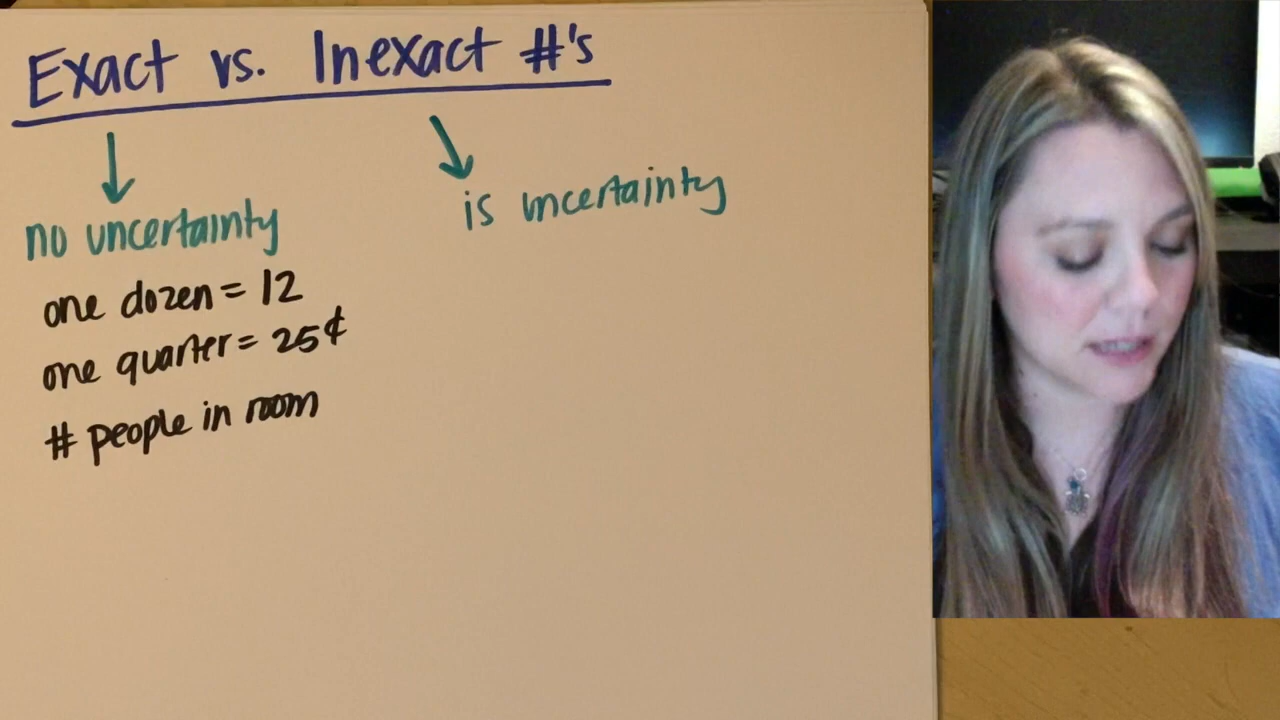 Exact vs. Inexact #'s
no uncertainty
is uncertainty
one dozen = 12
one quarter = 25¢
# people in room